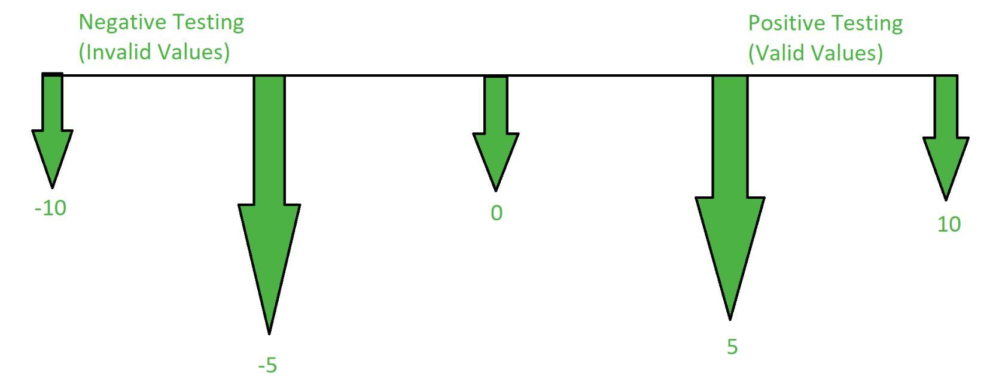 Negative Testing
(Invalid Values)
Positive Testing
(Valid Values)
-10
-5
0
5
10